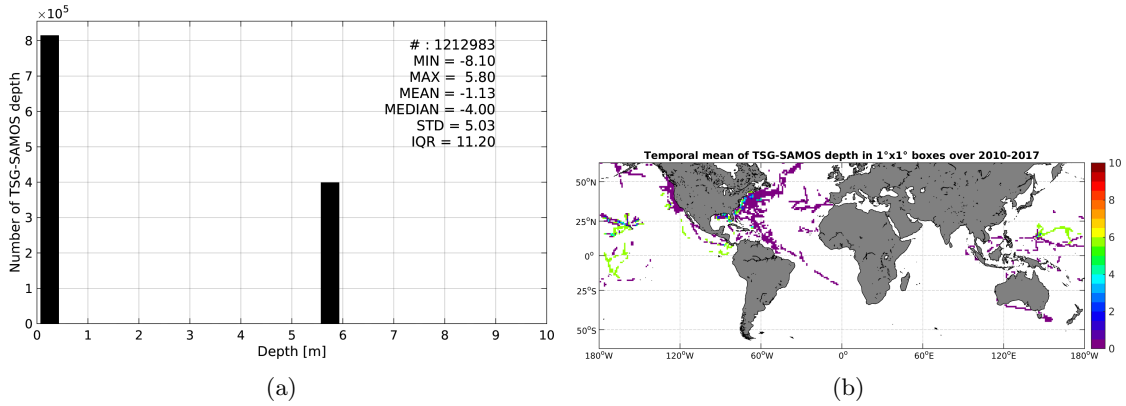 ×10⁵
8
7
6
5
4
3
2
1
0
Number of TSG-SAMOS depth
# : 1212983
MIN = -8.10
MAX = 5.80
MEAN = -1.13
MEDIAN = -4.00
STD = 5.03
IQR = 11.20
0 1 2 3 4 5 6 7 8 9 10
Depth [m]
(a)
Temporal mean of TSG-SAMOS depth in 1°x1° boxes over 2010-2017
50°N
25°N
0°
25°S
50°S
180°W 120°W 60°W 0° 60°E 120°E 180°E
10
8
6
4
2
0
(b)